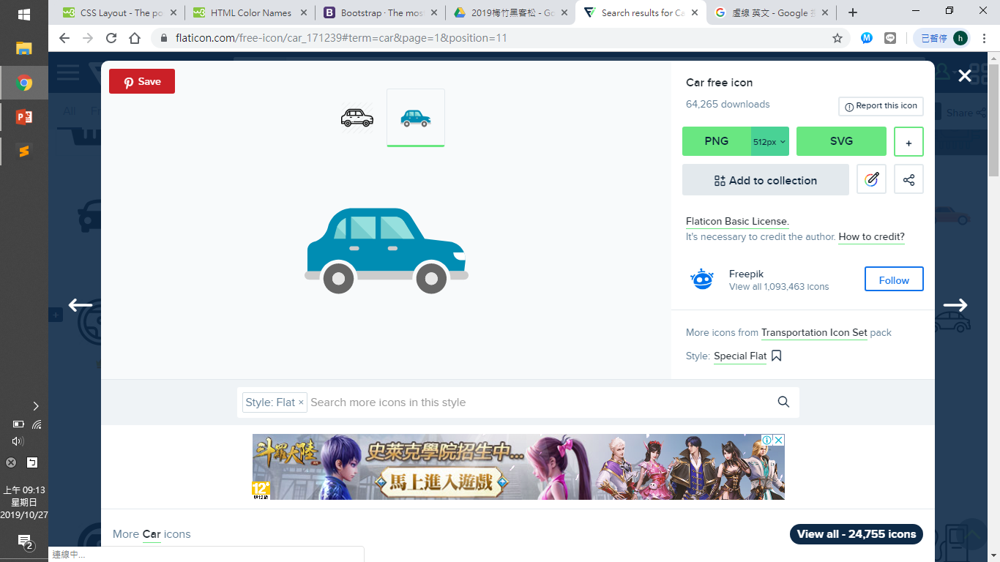 CSS Layout - The po
HTML Color Names
Bootstrap · The mos
2019梅竹黑客松 - Go
Search results for Ca
虛線 英文 - Google
flaticon.com/free-icon/car_171239#term=car&page=1&position=11
已暫停
h
All
Share
Save
Car free icon
64,265 downloads
Report this icon
PNG
512px
SVG
+
Add to collection
Flaticon Basic License.
It's necessary to credit the author. How to credit?
Freepik
View all 1,093,463 icons
Follow
More icons from Transportation Icon Set pack
Style: Special Flat
Style: Flat ×
Search more icons in this style
斗羅大陸
史萊克學院招生中...
馬上進入遊戲
12+
More Car icons
View all - 24,755 icons
連線中...
上午 09:13
星期日
2019/10/27
2